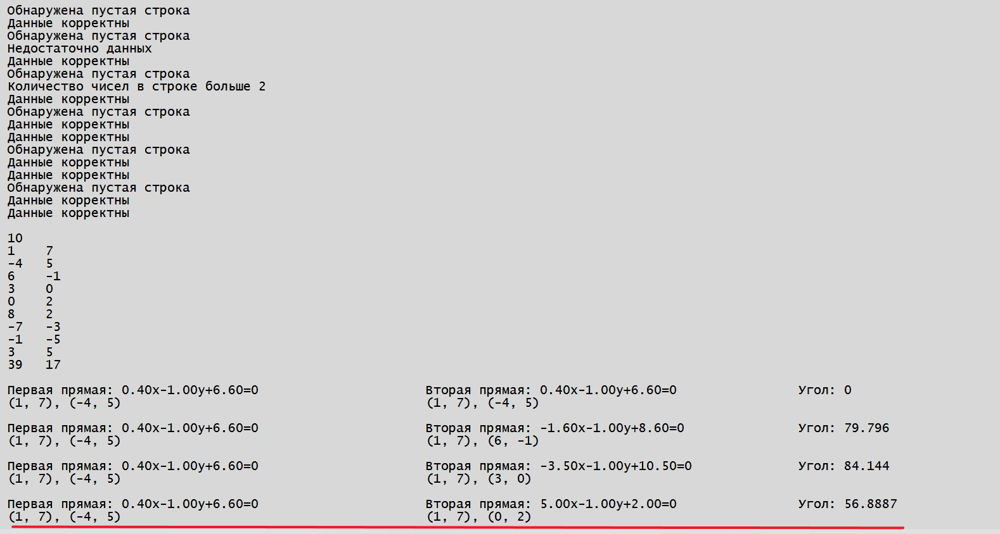 Обнаружена пустая строка
Данные корректны
Обнаружена пустая строка
Недостаточно данных
Данные корректны
Обнаружена пустая строка
Количество чисел в строке больше 2
Данные корректны
Обнаружена пустая строка
Данные корректны
Данные корректны
Обнаружена пустая строка
Данные корректны
Данные корректны
Обнаружена пустая строка
Данные корректны
Данные корректны
10
1 7
-4 5
6 -1
3 0
0 2
8 2
-7 -3
-1 -5
3 5
39 17
Первая прямая: 0.40x-1.00y+6.60=0 Вторая прямая: 0.40x-1.00y+6.60=0 Угол: 0
(1, 7), (-4, 5) (1, 7), (-4, 5)
Первая прямая: 0.40x-1.00y+6.60=0 Вторая прямая: -1.60x-1.00y+8.60=0 Угол: 79.796
(1, 7), (-4, 5) (1, 7), (6, -1)
Первая прямая: 0.40x-1.00y+6.60=0 Вторая прямая: -3.50x-1.00y+10.50=0 Угол: 84.144
(1, 7), (-4, 5) (1, 7), (3, 0)
Первая прямая: 0.40x-1.00y+6.60=0 Вторая прямая: 5.00x-1.00y+2.00=0 Угол: 56.8887
(1, 7), (-4, 5) (1, 7), (0, 2)